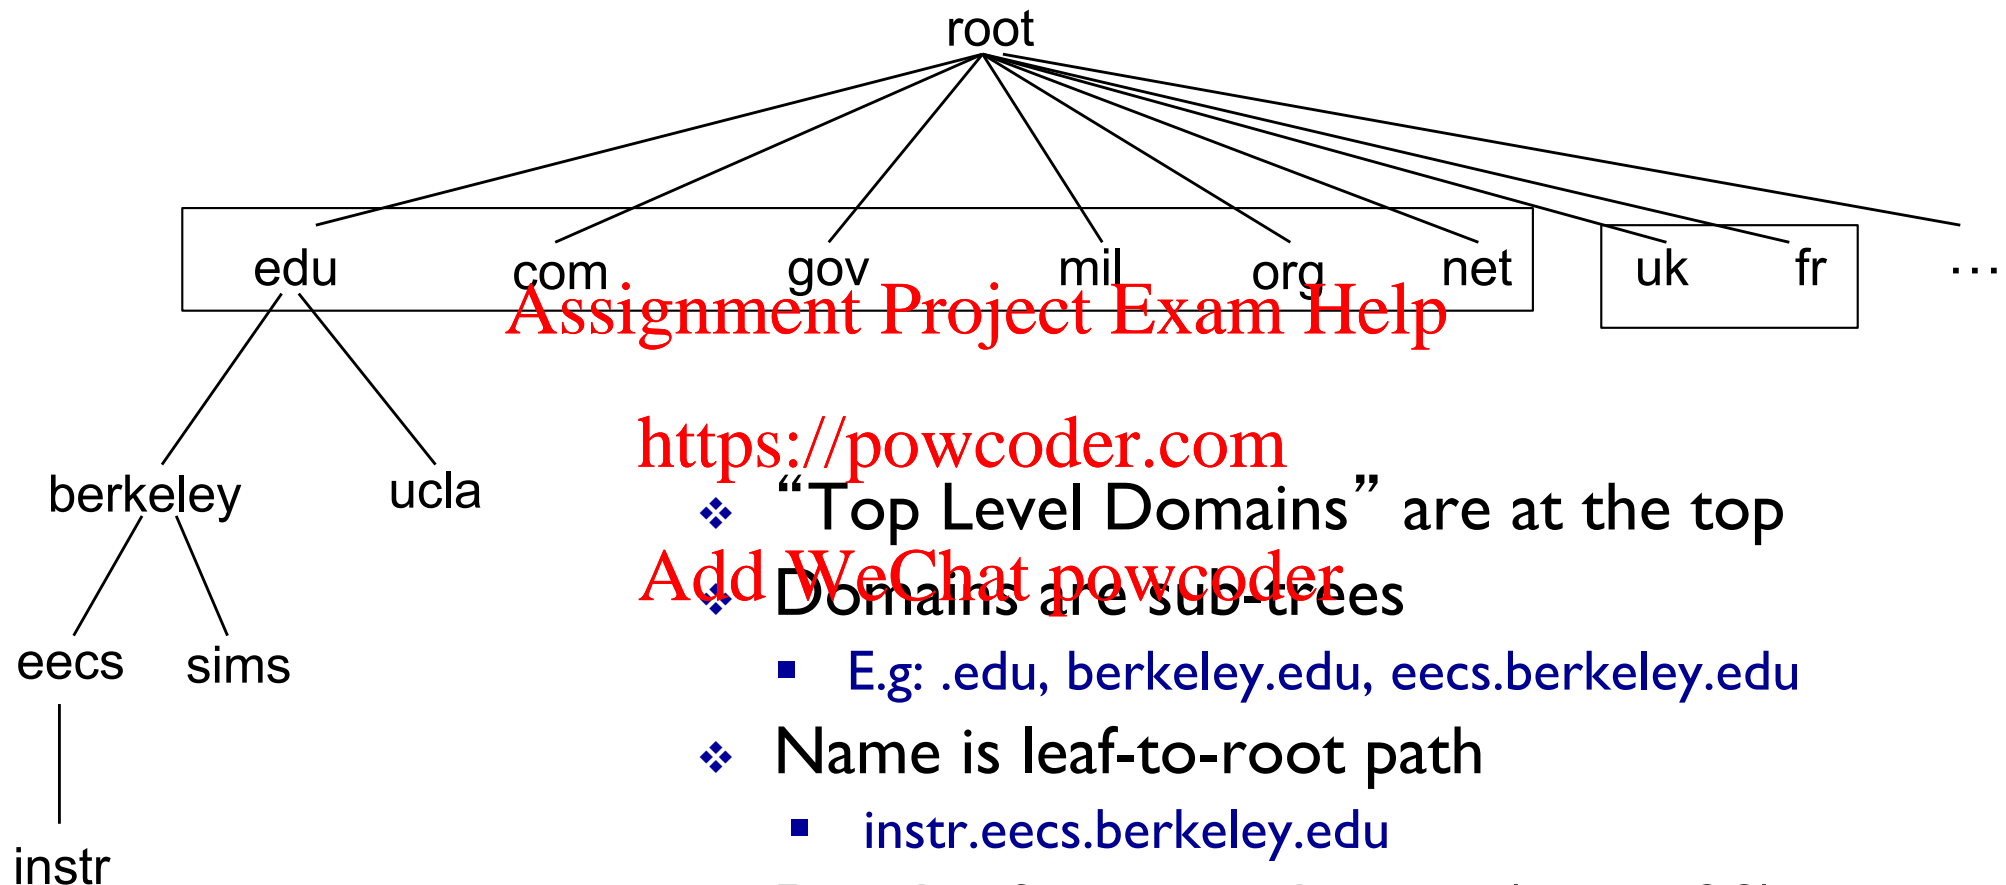 root
edu com gov mil org net uk fr ...
Assignment Project Exam Help
https://powcoder.com
berkeley ucla
❖ “Top Level Domains” are at the top
Add WeChat powcoder
❖ Domains are sub-trees
eecs sims
▪ E.g: .edu, berkeley.edu, eecs.berkeley.edu
❖ Name is leaf-to-root path
▪ instr.eecs.berkeley.edu
instr